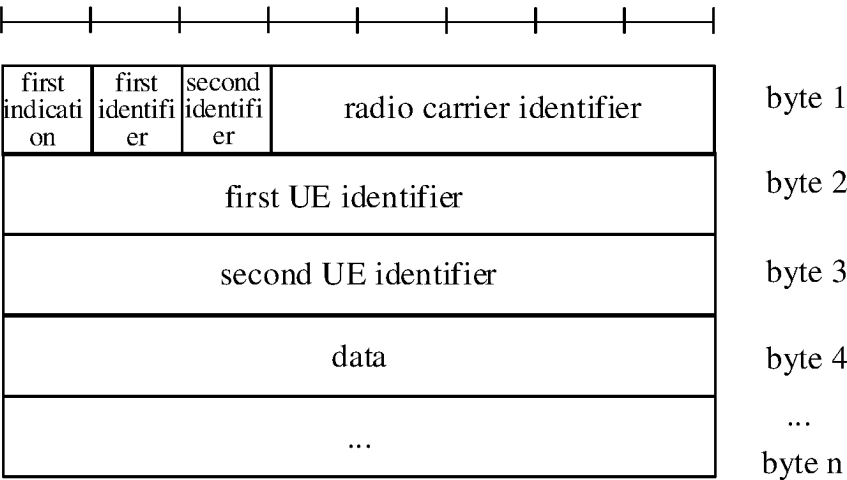 first
indicati
on
first
identifi
er
second
identifi
er
radio carrier identifier
byte 1
first UE identifier
byte 2
second UE identifier
byte 3
data
byte 4
...
...
byte n